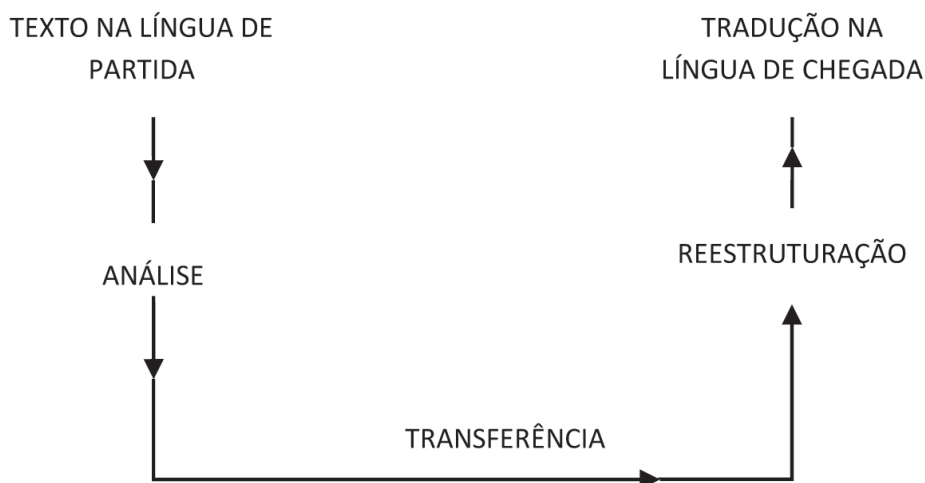 TEXTO NA LÍNGUA DE
PARTIDA
ANÁLISE
TRANSFERÊNCIA
REESTRUTURAÇÃO
TRADUÇÃO NA
LÍNGUA DE CHEGADA